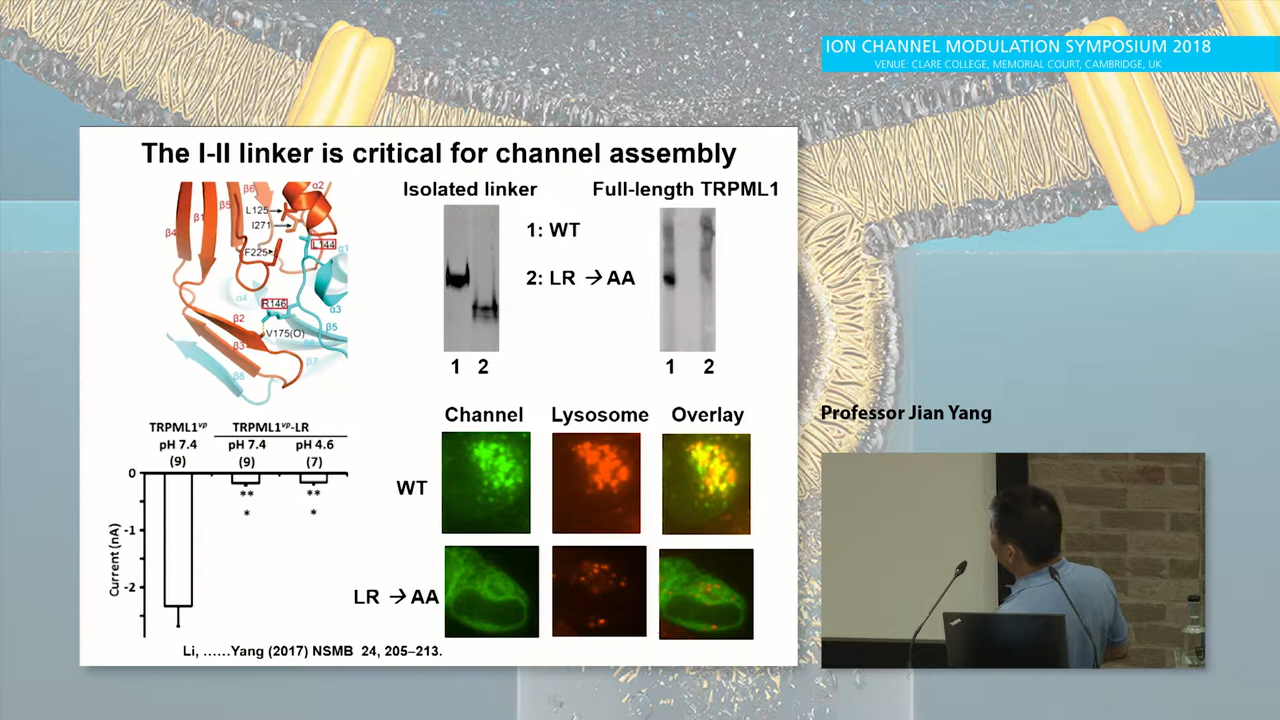 ION CHANNEL MODULATION SYMPOSIUM 2018
VENUE: CLARE COLLEGE, MEMORIAL COURT, CAMBRIDGE, UK
The I-II linker is critical for channel assembly
Isolated linker
Full-length TRPML1
β6
α2
β5
L125
β1
I271
β4
F225
L144
α1
α4
R146
α3
β2
β5
V175(O)
β3
β7
β8
1: WT
2: LR → AA
1 2
1 2
TRPML1vp
TRPML1vp-LR
pH 7.4
pH 7.4
pH 4.6
(9)
(9)
(7)
0
-1
-2
Current (nA)
**
*
**
*
Channel
Lysosome
Overlay
WT
LR → AA
Li, ......Yang (2017) NSMB 24, 205–213.
Professor Jian Yang